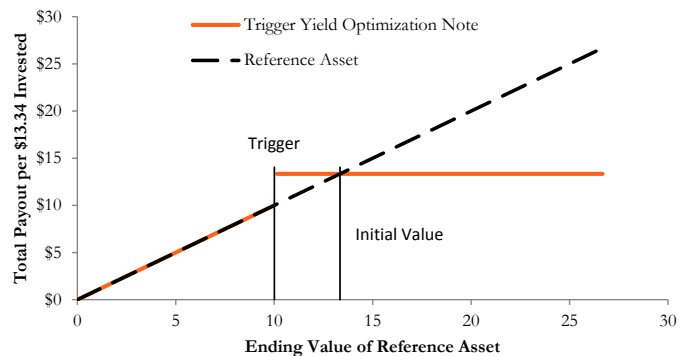 Trigger Yield Optimization Note
Reference Asset
Total Payout per $13.34 Invested
$30
$25
$20
$15
$10
$5
$0
Trigger
Initial Value
0
5
10
15
20
25
30
Ending Value of Reference Asset